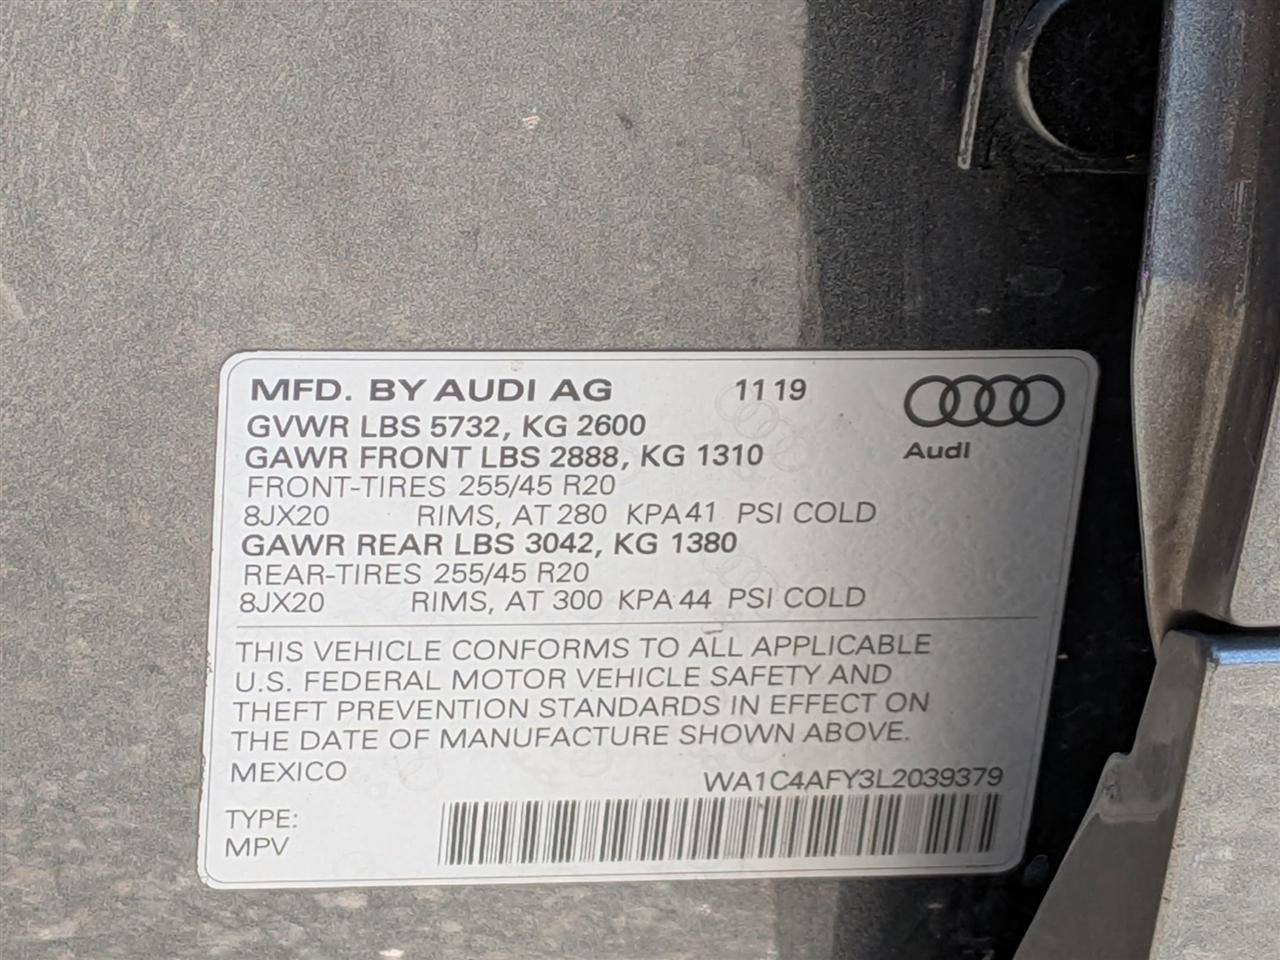 MFD. BY AUDI AG 11 19
GVWR LBS 5732, KG 2600
GAWR FRONT LBS 2888, KG 1310
Audi
FRONT-TIRES 255/45 R20
8JX20 RIMS, AT 280 KPA 41 PSI COLD
GAWR REAR LBS 3042, KG 1380
REAR-TIRES 255/45 R20
8JX20 RIMS, AT 300 KPA 44 PSI COLD
THIS VEHICLE CONFORMS TO ALL APPLICABLE
U.S. FEDERAL MOTOR VEHICLE SAFETY AND
THEFT PREVENTION STANDARDS IN EFFECT ON
THE DATE OF MANUFACTURE SHOWN ABOVE.
MEXICO WA1C4AFY3L2039379
TYPE:
MPV